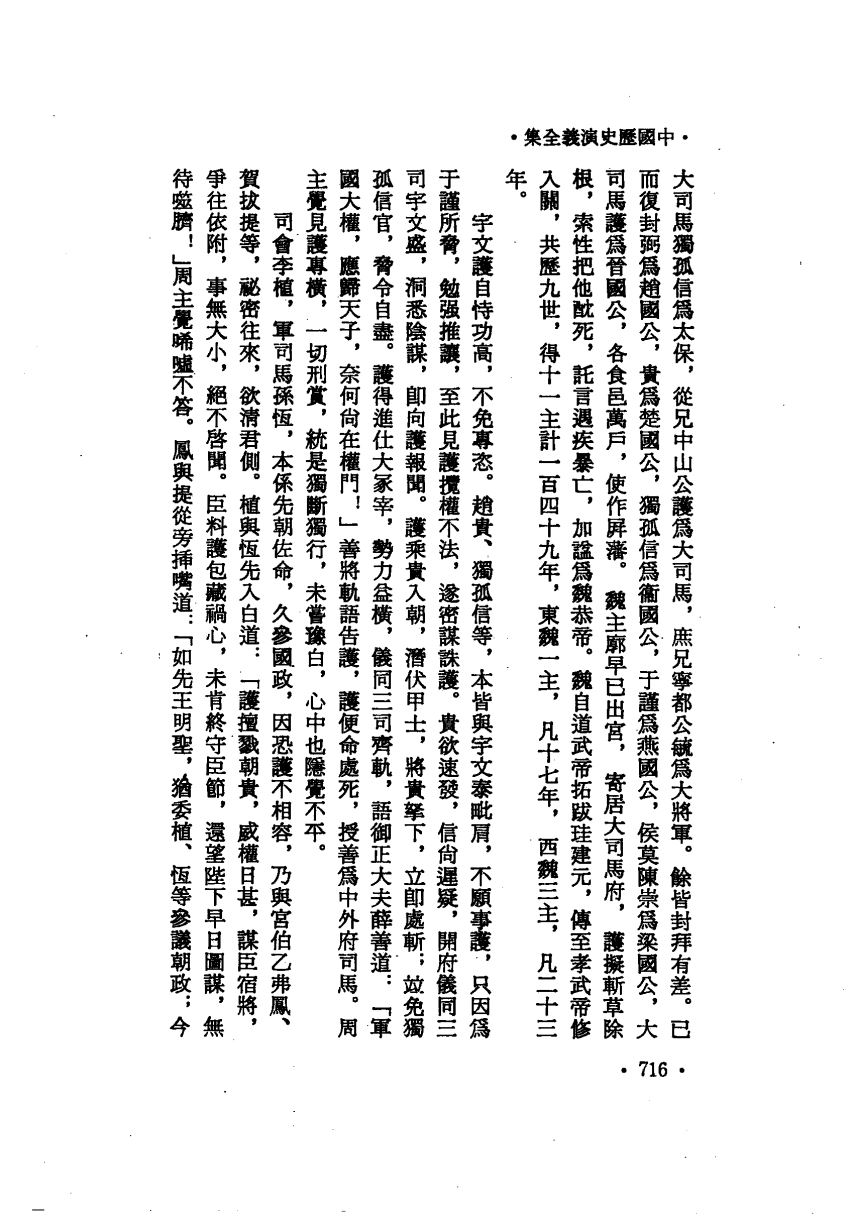 •中國歷史演義全集•
大司馬獨孤信爲太保，從兄中山公護爲大司馬，庶兄寧都公毓爲大將軍。餘皆封拜有差。已
而復封弼爲趙國公，貴爲楚國公，獨孤信爲衞國公，于謹爲燕國公，侯莫陳崇爲梁國公，大
司馬護爲晉國公，各食邑萬戶，使作屏藩。魏主廓早已出宮，寄居大司馬府，護擬斬草除
根，索性把他酖死，託言遇疾暴亡，加諡爲魏恭帝。魏自道武帝拓跋珪建元，傳至孝武帝修
入關，共歷九世，得十一主計一百四十九年，東魏一主，凡十七年，西魏三主，凡二十三
年。
宇文護自恃功高，不免專恣。趙貴、獨孤信等，本皆與宇文泰毗肩，不願事護，只因爲
于謹所脅，勉强推讓，至此見護攬權不法，遂密謀誅護。貴欲速發，信尙遲疑，開府儀同三
司宇文盛，洞悉陰謀，卽向護報聞。護乘貴入朝，潛伏甲士，將貴拏下，立卽處斬；竝免獨
孤信官，脅令自盡。護得進仕大冢宰，勢力益橫，儀同三司齊軌，語御正大夫薛善道：「軍
國大權，應歸天子，奈何尙在權門！」善將軌語告護，護便命處死，授善爲中外府司馬。周
主覺見護專橫，一切刑賞，統是獨斷獨行，未嘗豫白，心中也隱覺不平。
司會李植，軍司馬孫恆，本係先朝佐命，久參國政，因恐護不相容，乃與宮伯乙弗鳳、
賀拔提等，祕密往來，欲清君側。植與恆先入白道：「護擅戮朝貴，威權日甚，謀臣宿將，
爭往依附，事無大小，絕不啓聞。臣料護包藏禍心，未肯終守臣節，還望陛下早日圖謀，無
待噬臍！」周主覺唏噓不答。鳳與提從旁揷嘴道：「如先王明聖，猶委植、恆等參議朝政；今
•716•